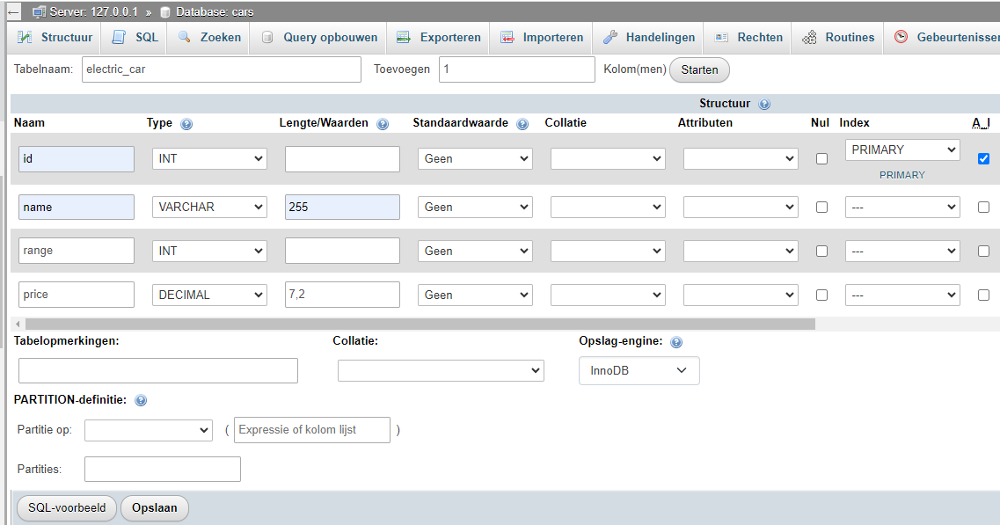 ← Server: 127.0.0.1 » Database: cars
Structuur SQL Zoeken Query opbouwen Exporteren Importeren Handelingen Rechten Routines Gebeurtenissen
Tabelnaam: electric_car Toevoegen 1 Kolom(men) Starten
Structuur
Naam Type Lengte/Waarden Standaardwaarde Collatie Attributen Nul Index A_I
id INT Geen PRIMARY
PRIMARY
name VARCHAR 255 Geen ---
range INT Geen ---
price DECIMAL 7,2 Geen ---
Tabelopmerkingen: Collatie: Opslag-engine:
InnoDB
PARTITION-definitie:
Partitie op: ( Expressie of kolom lijst )
Partities:
SQL-voorbeeld Opslaan